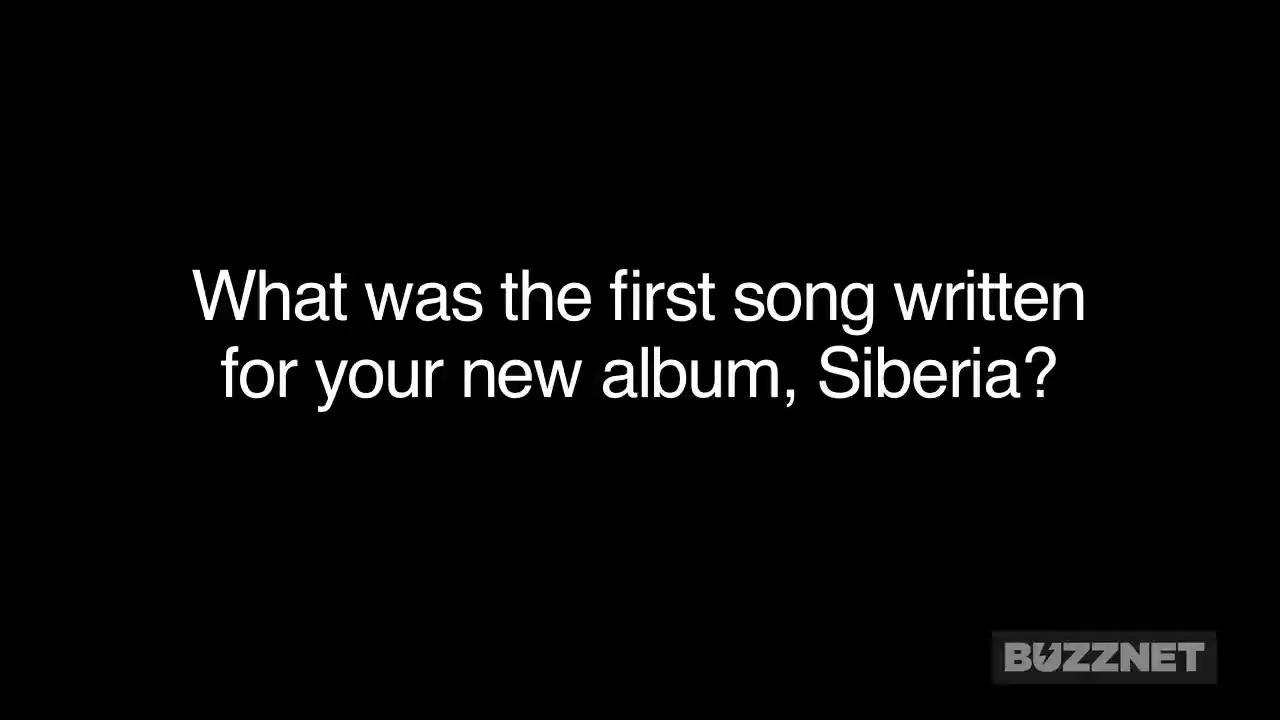 What was the first song written
for your new album, Siberia?
BUZZNET